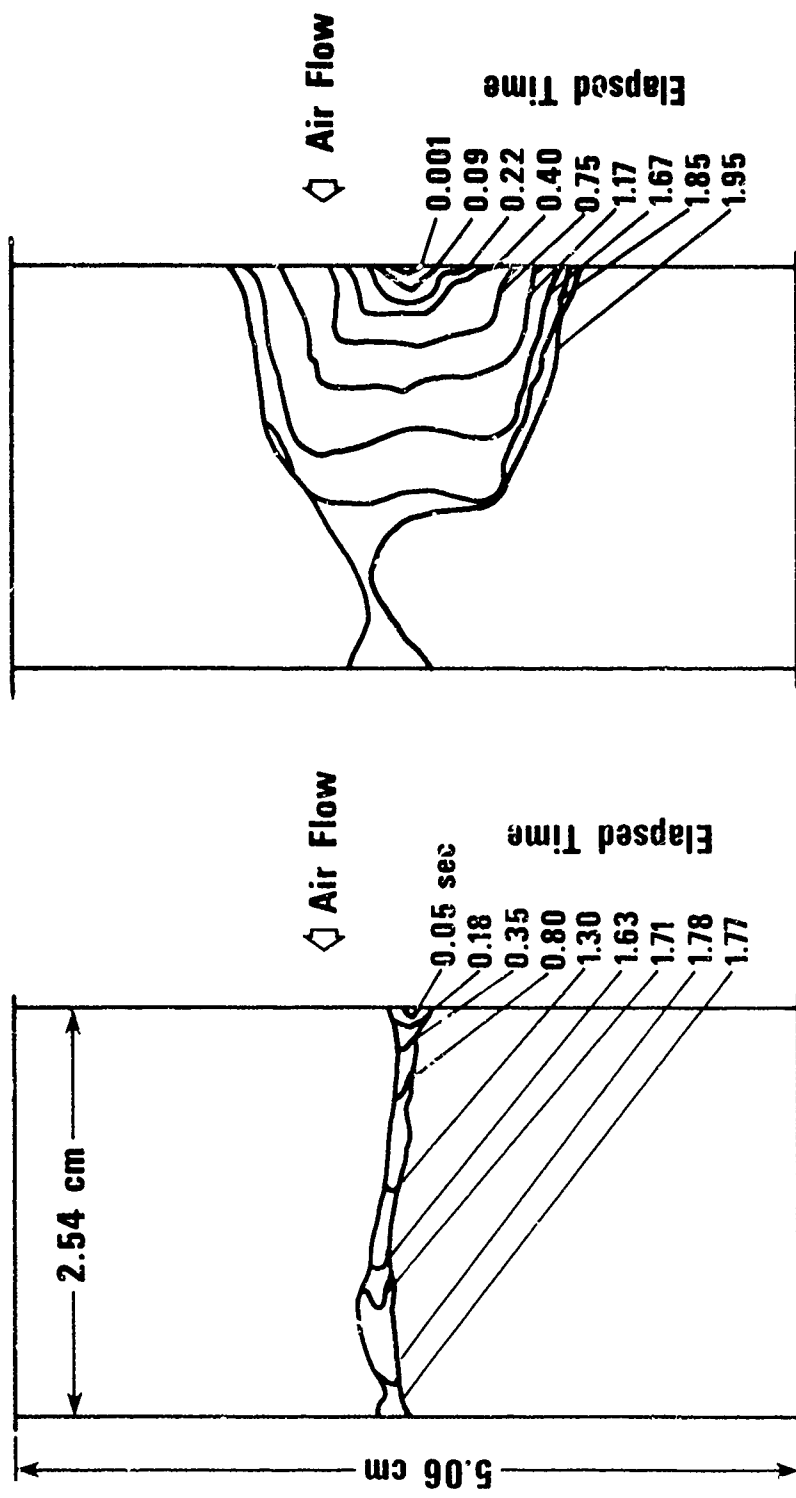 2.54 cm
5.06 cm
Air Flow
0.05 sec
0.18
0.35
0.80
1.30
1.63
1.71
1.78
1.77
Elapsed Time
Air Flow
0.001
0.09
0.22
0.40
0.75
1.17
1.67
1.85
1.95
Elapsed Time